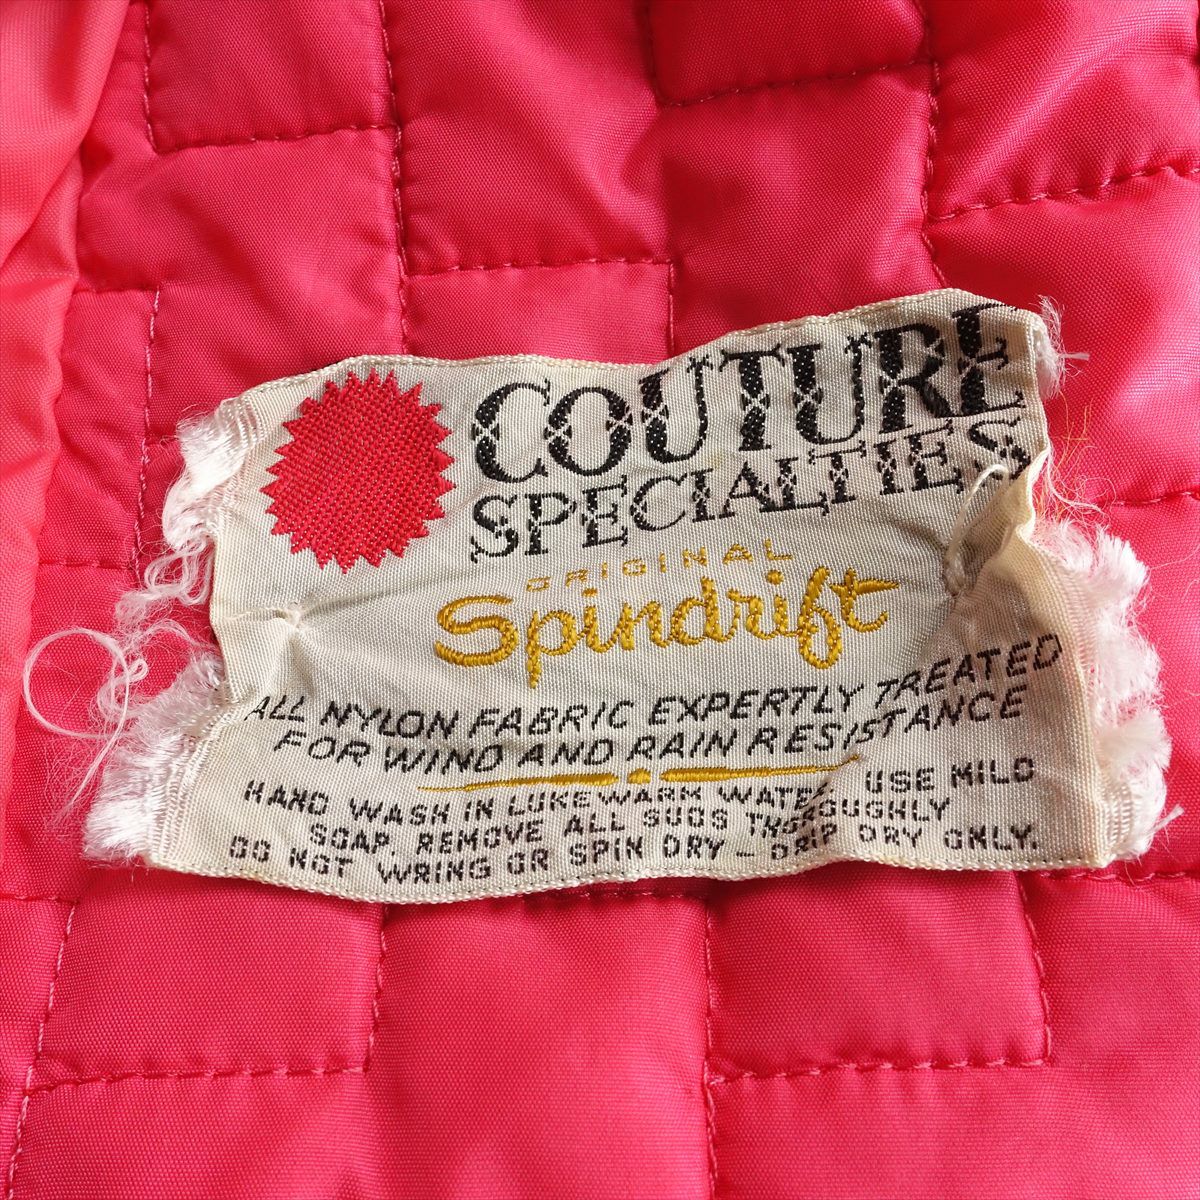 COUTURE
SPECIALTIES
ORIGINAL
Spindrift
ALL NYLON FABRIC EXPERTLY TREATED
FOR WIND AND RAIN RESISTANCE
HAND WASH IN LUKEWARM WATER. USE MILD
SOAP. REMOVE ALL SUDS THOROUGHLY
DO NOT WRING OR SPIN DRY - DRIP DRY ONLY.